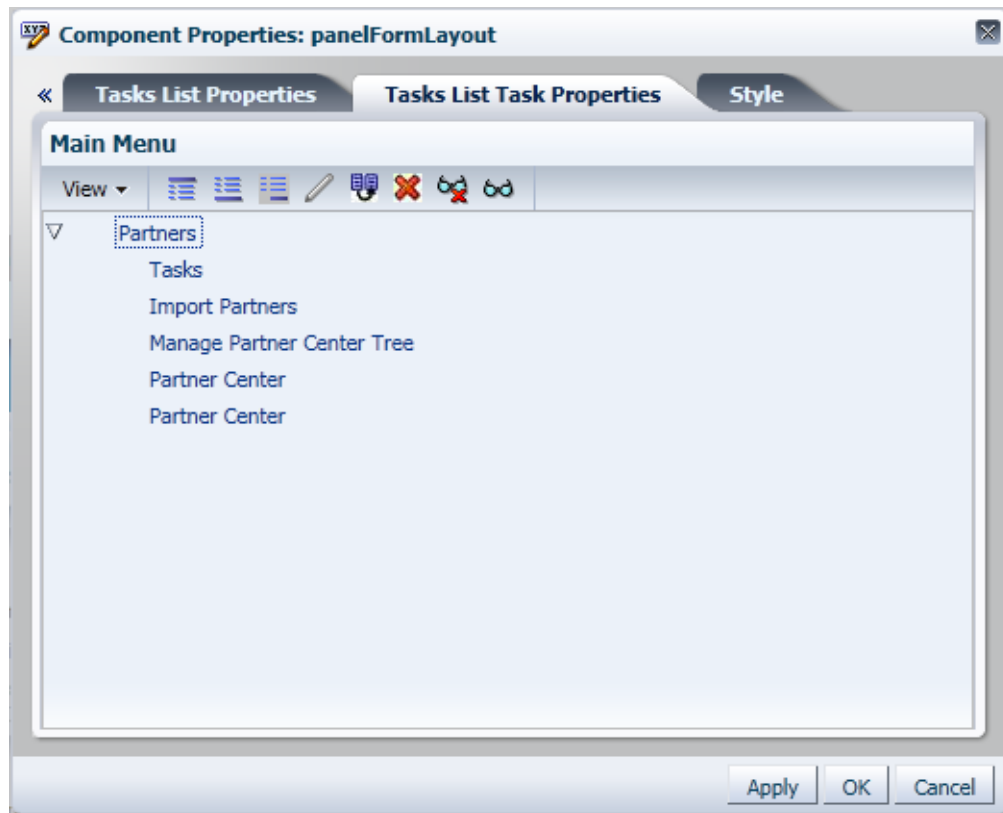 Component Properties: panelFormLayout
« Tasks List Properties Tasks List Task Properties Style
Main Menu
View
Partners
Tasks
Import Partners
Manage Partner Center Tree
Partner Center
Partner Center
Apply OK Cancel